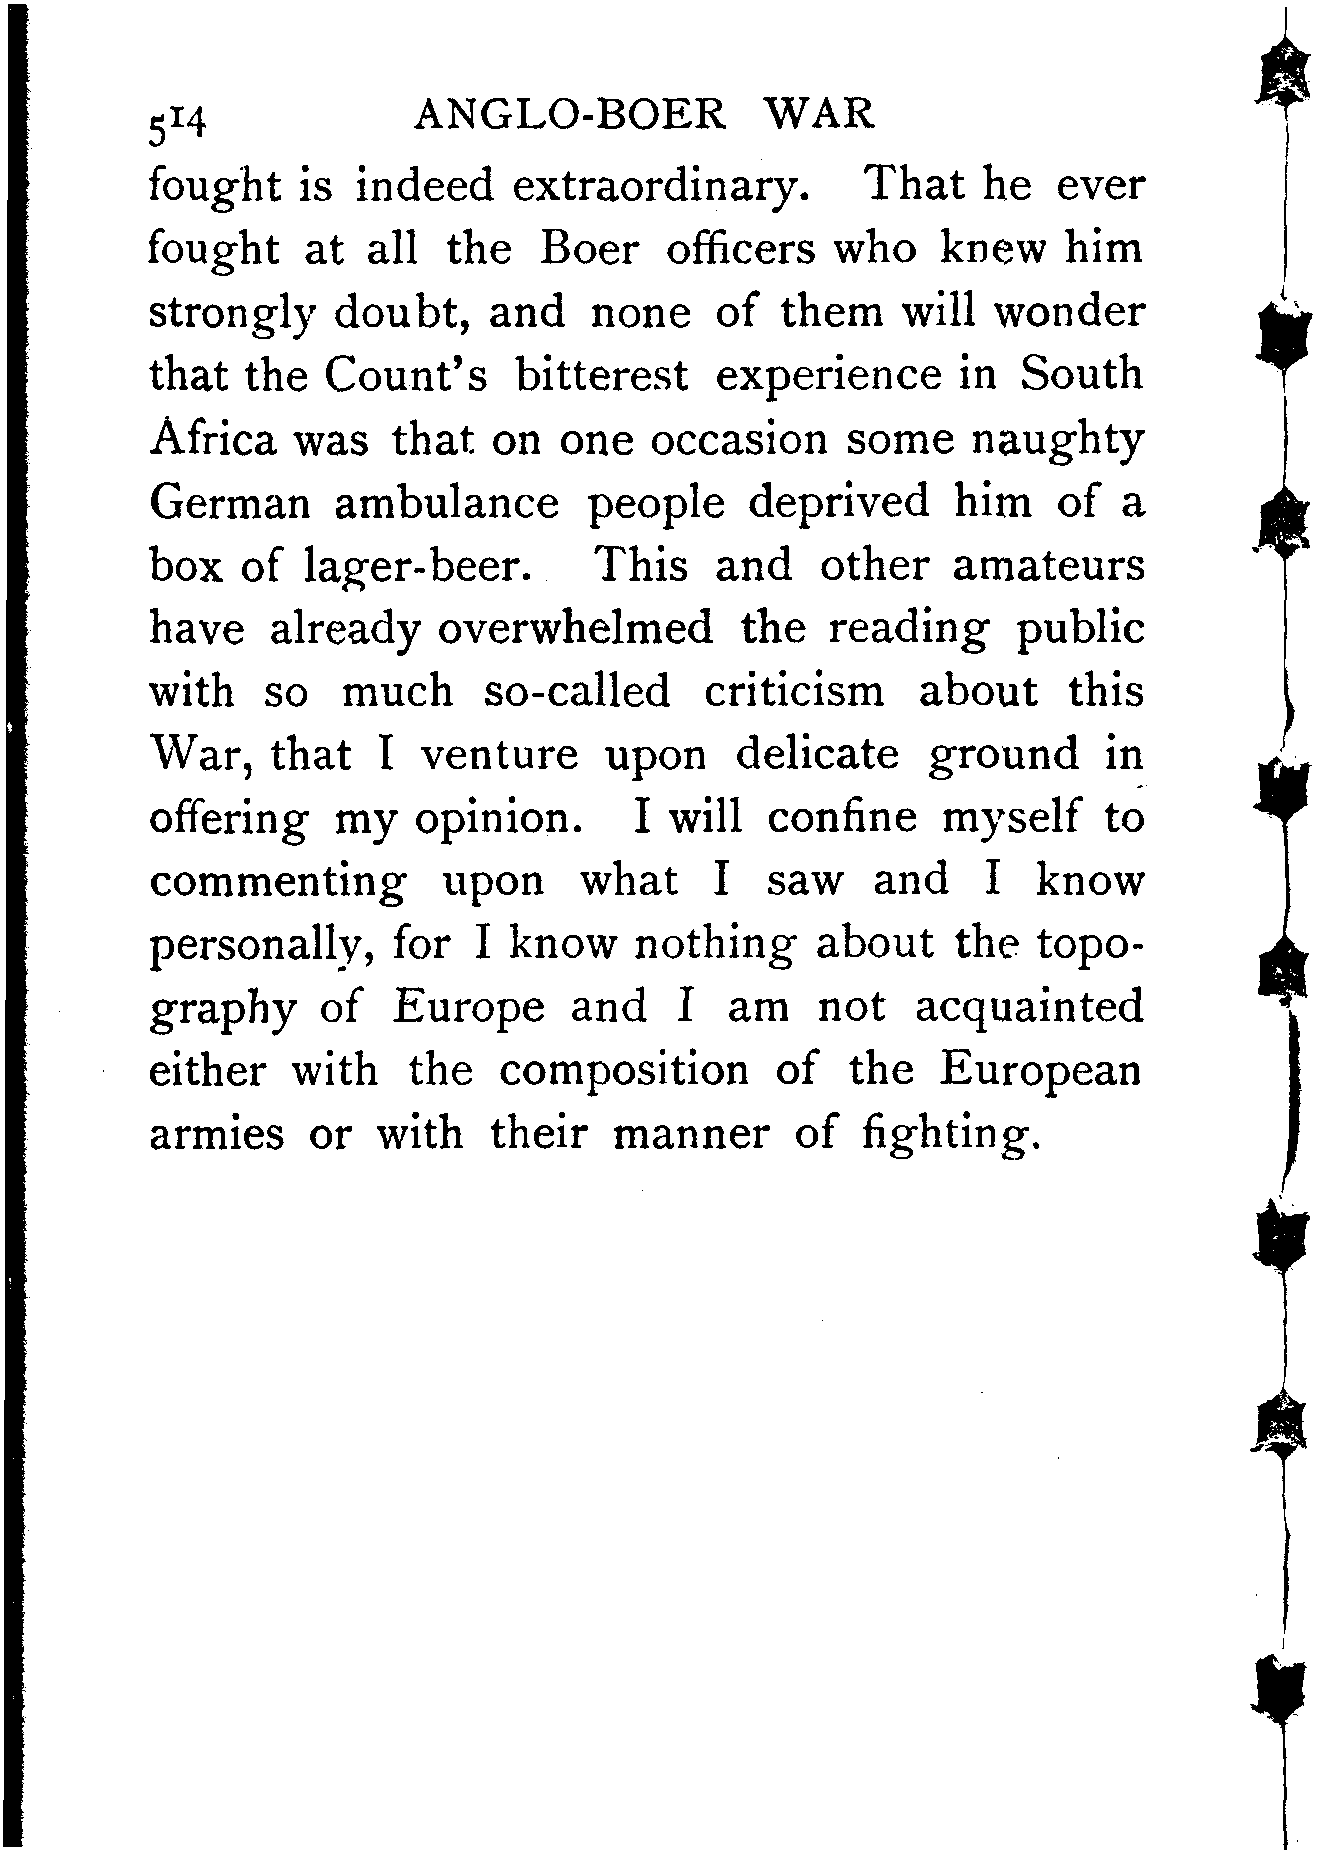 514 ANGLO-BOER WAR
fought is indeed extraordinary. That he ever
fought at all the Boer officers who knew him
strongly doubt, and none of them will wonder
that the Count's bitterest experience in South
Africa was that on one occasion some naughty
German ambulance people deprived him of a
box of lager-beer. This and other amateurs
have already overwhelmed the reading public
with so much so-called criticism about this
War, that I venture upon delicate ground in
offering my opinion. I will confine myself to
commenting upon what I saw and I know
personally, for I know nothing about the topo-
graphy of Europe and I am not acquainted
either with the composition of the European
armies or with their manner of fighting.